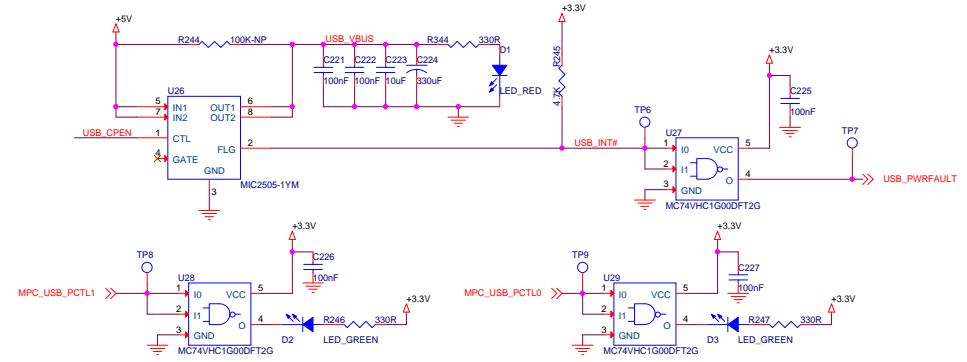 +5V
+3.3V
R244
100K-NP
USB_VBUS
R344
330R
D1
LED_RED
C221
100nF
C222
100nF
C223
10uF
C224
330uF
R245
4.7K
+3.3V
C225
100nF
U26
5
IN1
7
IN2
1
CTL
4
GATE
GND
3
OUT1
6
OUT2
8
FLG
2
MIC2505-1YM
USB_CPEN
USB_INT#
TP6
U27
1
I0
2
I1
3
GND
VCC
5
O
4
MC74VHC1G00DFT2G
TP7
USB_PWRFAULT
+3.3V
C226
100nF
TP8
U28
MPC_USB_PCTL1
1
I0
2
I1
3
GND
VCC
5
O
4
MC74VHC1G00DFT2G
D2
LED_GREEN
R246
330R
+3.3V
+3.3V
C227
100nF
TP9
U29
MPC_USB_PCTL0
1
I0
2
I1
3
GND
VCC
5
O
4
MC74VHC1G00DFT2G
D3
LED_GREEN
R247
330R
+3.3V